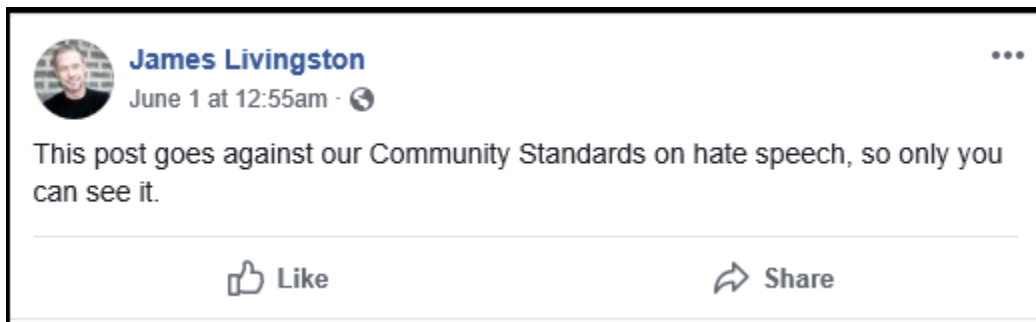 James Livingston
June 1 at 12:55am ·
This post goes against our Community Standards on hate speech, so only you
can see it.
Like
Share